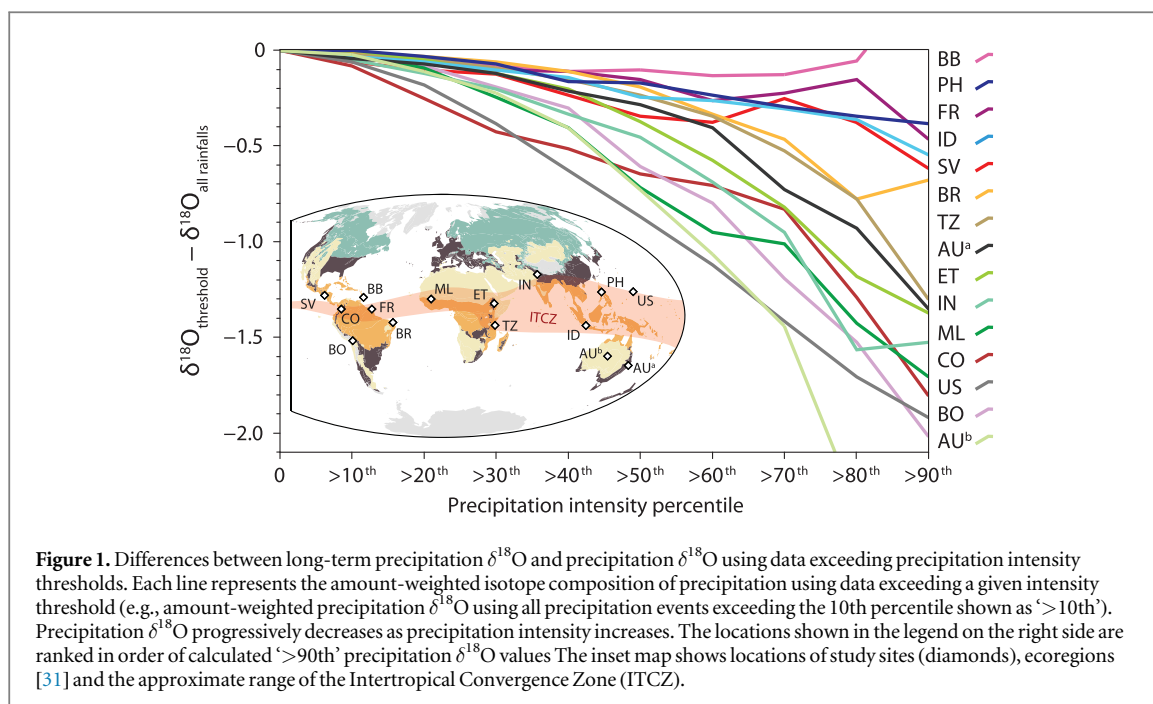 0
−0.5
−1.0
−1.5
−2.0
δ18Othreshold − δ18Oall rainfalls
0 >10th >20th >30th >40th >50th >60th >70th >80th >90th
Precipitation intensity percentile
BB
PH
FR
ID
SV
BR
TZ
AUa
ET
IN
ML
CO
US
BO
AUb
SV
BB
CO
FR
BR
BO
ML
ET
TZ
IN
ITCZ
PH
US
ID
AUb
AUa
Figure 1. Differences between long-term precipitation δ18O and precipitation δ18O using data exceeding precipitation intensity
thresholds. Each line represents the amount-weighted isotope composition of precipitation using data exceeding a given intensity
threshold (e.g., amount-weighted precipitation δ18O using all precipitation events exceeding the 10th percentile shown as ‘>10th’).
Precipitation δ18O progressively decreases as precipitation intensity increases. The locations shown in the legend on the right side are
ranked in order of calculated ‘>90th’ precipitation δ18O values The inset map shows locations of study sites (diamonds), ecoregions
[31] and the approximate range of the Intertropical Convergence Zone (ITCZ).